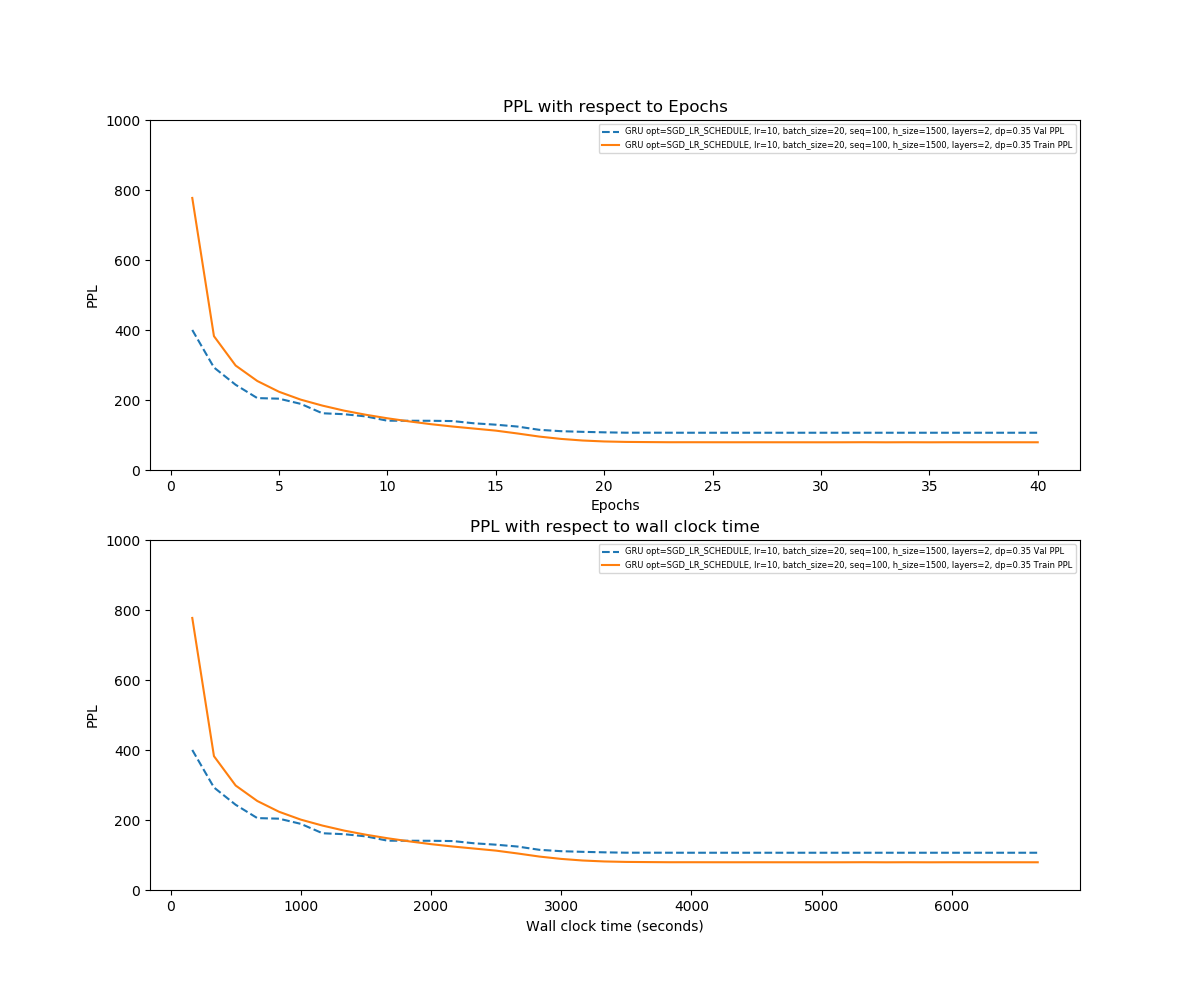 PPL with respect to Epochs
GRU opt=SGD_LR_SCHEDULE, lr=10, batch_size=20, seq=100, h_size=1500, layers=2, dp=0.35 Val PPL
GRU opt=SGD_LR_SCHEDULE, lr=10, batch_size=20, seq=100, h_size=1500, layers=2, dp=0.35 Train PPL
1000
800
600
400
200
0
PPL
0 5 10 15 20 25 30 35 40
Epochs
PPL with respect to wall clock time
GRU opt=SGD_LR_SCHEDULE, lr=10, batch_size=20, seq=100, h_size=1500, layers=2, dp=0.35 Val PPL
GRU opt=SGD_LR_SCHEDULE, lr=10, batch_size=20, seq=100, h_size=1500, layers=2, dp=0.35 Train PPL
1000
800
600
400
200
0
PPL
0 1000 2000 3000 4000 5000 6000
Wall clock time (seconds)